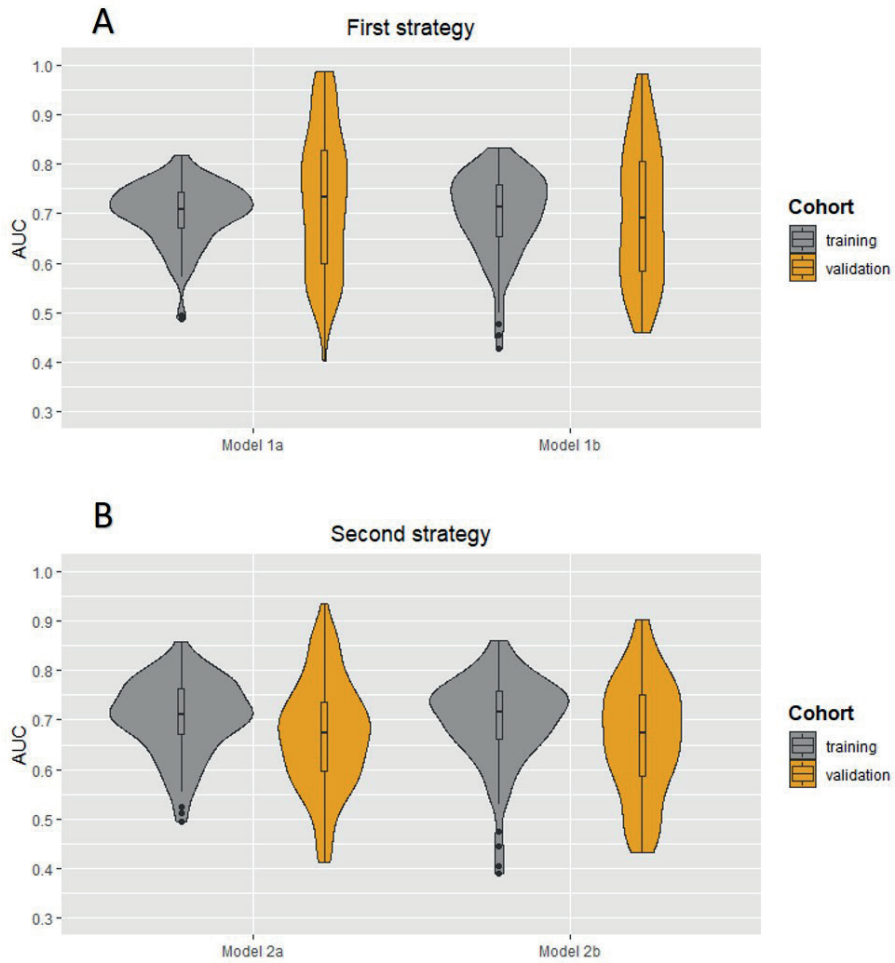 A
First strategy
1.0
0.9
0.8
0.7
0.6
0.5
0.4
0.3
AUC
Model 1a
Model 1b
Cohort
training
validation
B
Second strategy
1.0
0.9
0.8
0.7
0.6
0.5
0.4
0.3
AUC
Model 2a
Model 2b
Cohort
training
validation